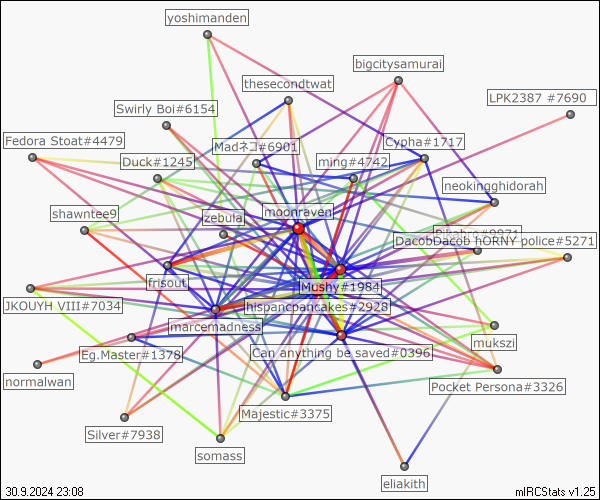 yoshimanden
bigcitysamurai
thesecondtwat
LPK2387 #7690
Swirly Boi#6154
Fedora Stoat#4479
Madネコ#6901
Cypha#1717
Duck#1245
ming#4742
neokingghidorah
shawntee9
zebula
moonraven
DacobDacob hORNY police#5271
frisout
Mushy#1984
JKOUYH VIII#7034
hispancpancakes#2928
marcemadness
mukszi
Eg.Master#1378
Can anything be saved#0396
normalwan
Pocket Persona#3326
Majestic#3375
Silver#7938
somass
eliakith
30.9.2024 23:08
mIRCStats v1.25